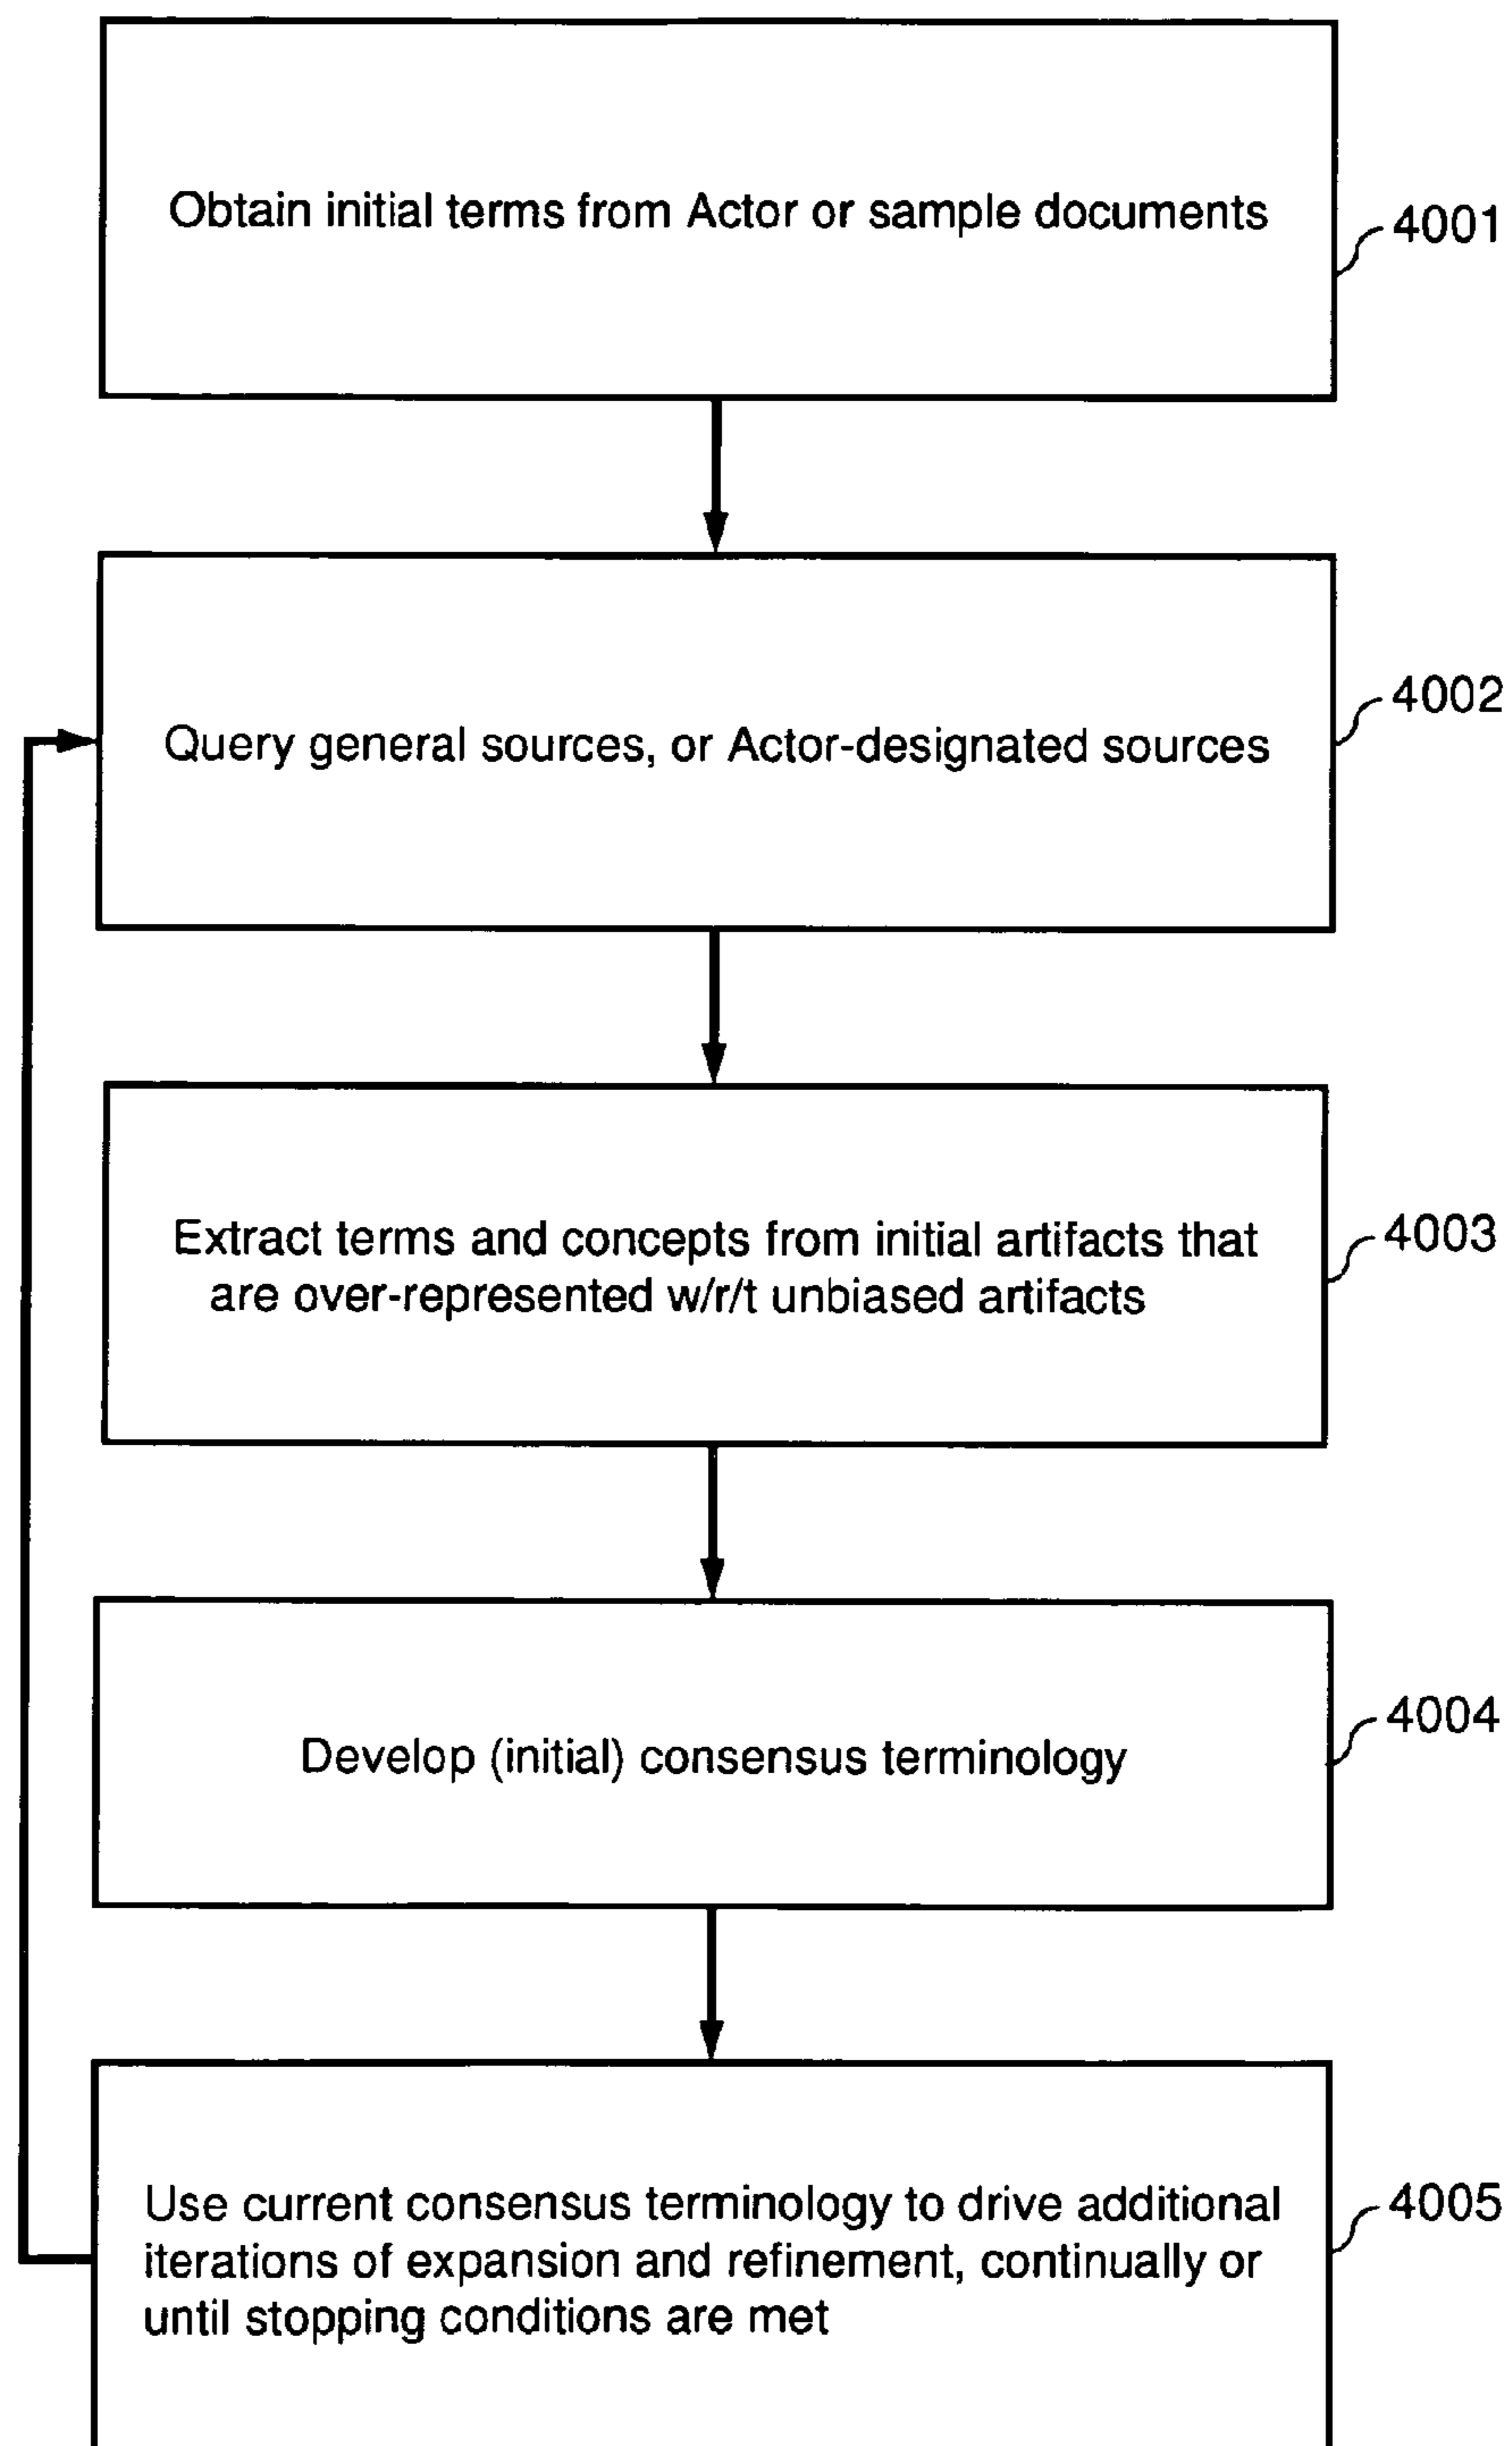 Obtain initial terms from Actor or sample documents
4001
4002
Query general sources, or Actor-designated sources
4003
Extract terms and concepts from initial artifacts that
are over-represented w/r/t unbiased artifacts
4004
Develop (initial) consensus terminology
4005
Use current consensus terminology to drive additional
iterations of expansion and refinement, continually or
until stopping conditions are met